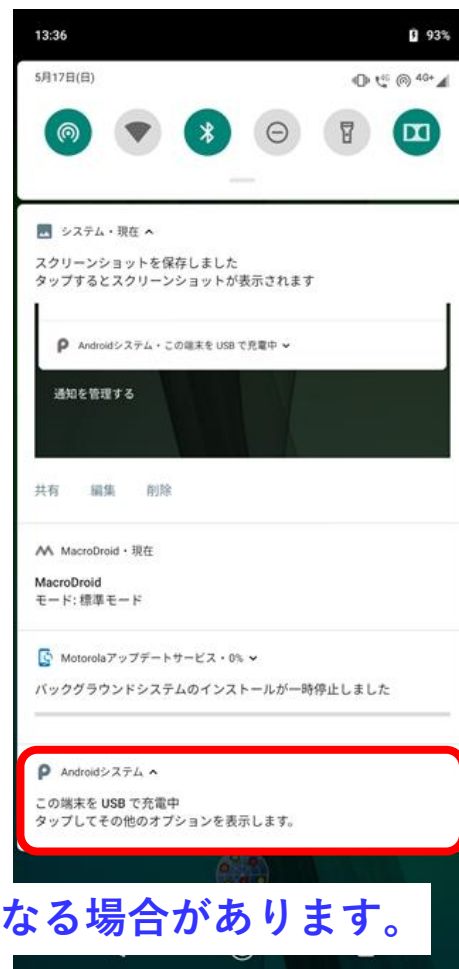 13:36
93%
5月17日(日)
4G 4G+
システム・現在
スクリーンショットを保存しました
タップするとスクリーンショットが表示されます
Androidシステム・この端末を USB で充電中
通知を管理する
共有 編集 削除
MacroDroid・現在
MacroDroid
モード: 標準モード
Motorolaアップデートサービス・0%
バックグラウンドシステムのインストールが一時停止しました
Androidシステム
この端末を USB で充電中
タップしてその他のオプションを表示します。
なる場合があります。